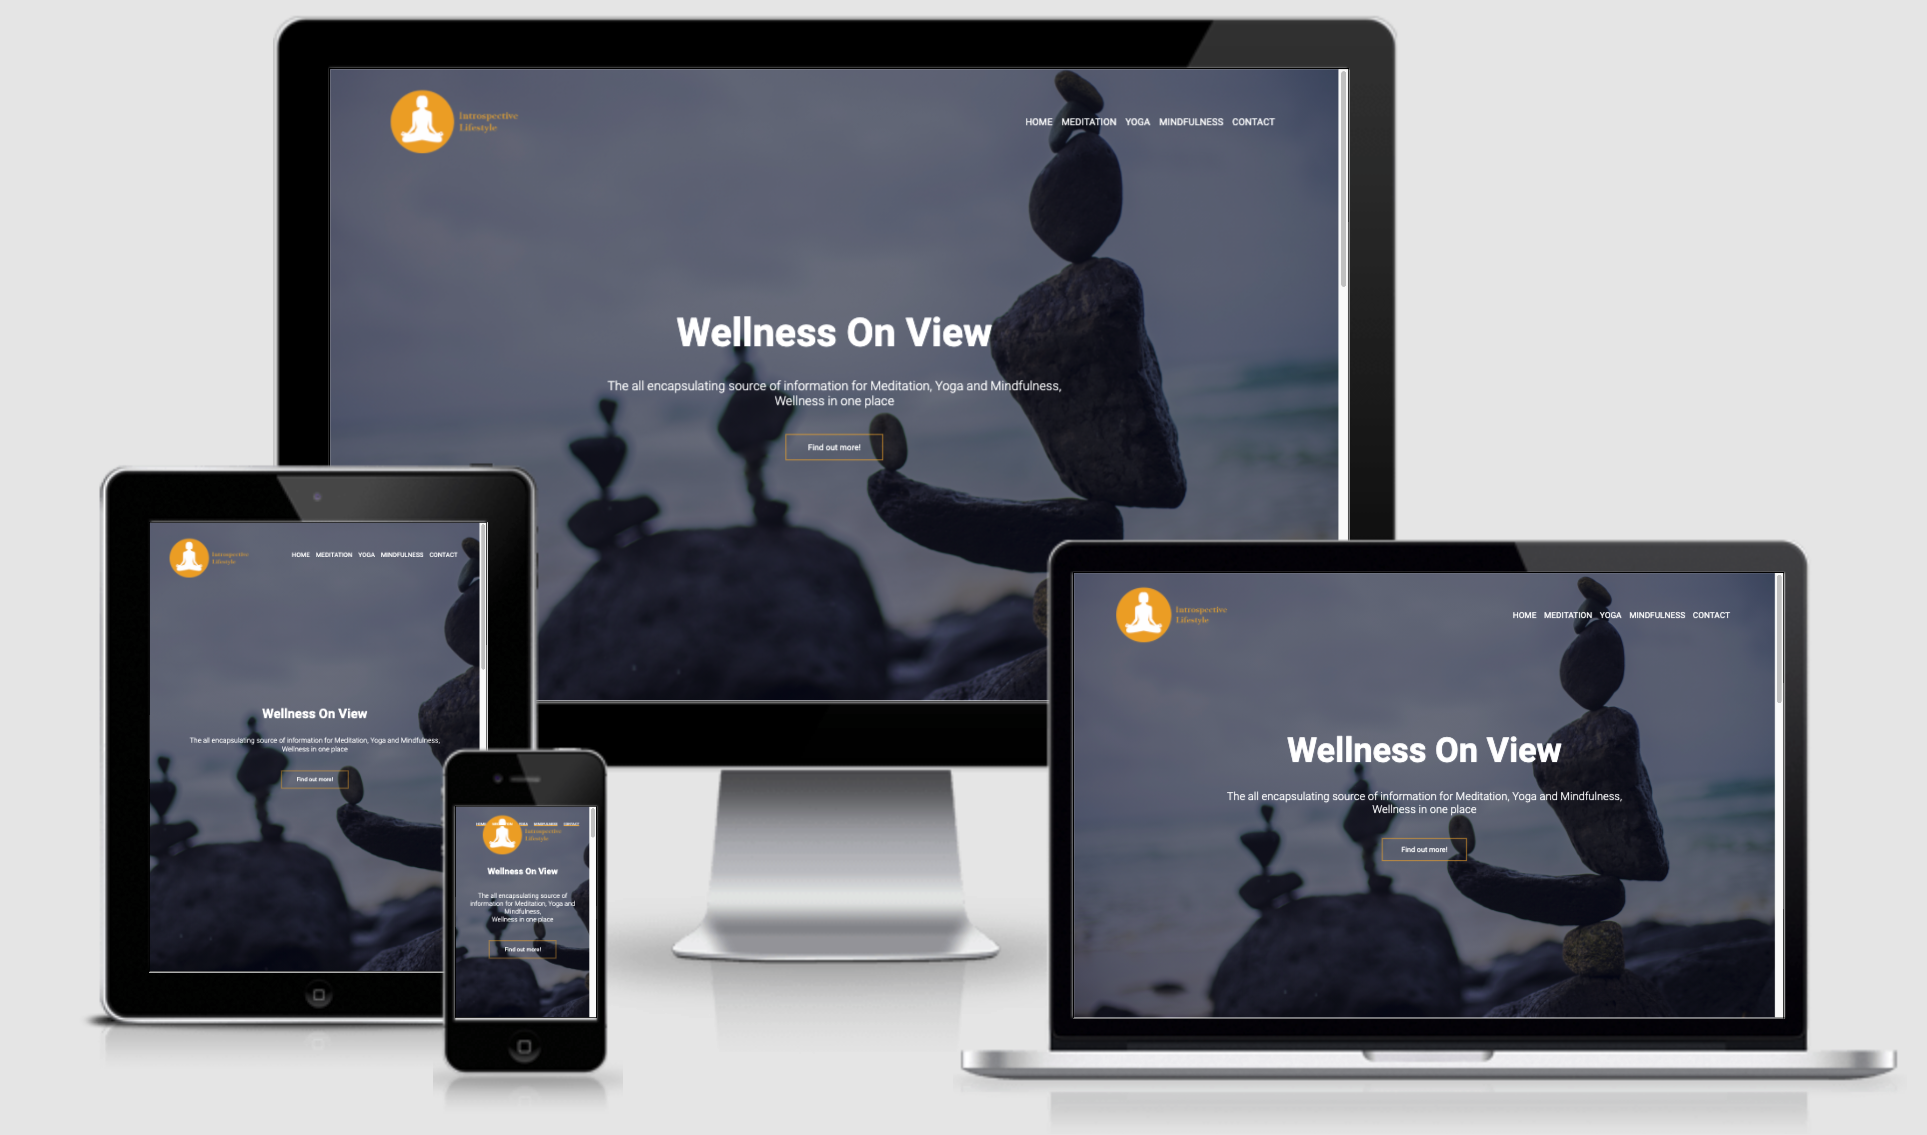 Introspective
Lifestyle
HOME MEDITATION YOGA MINDFULNESS CONTACT
Wellness On View
The all encapsulating source of information for Meditation, Yoga and Mindfulness,
Wellness in one place
Find out more!
Introspective
Lifestyle
HOME MEDITATION YOGA MINDFULNESS CONTACT
Wellness On View
The all encapsulating source of information for Meditation, Yoga and Mindfulness,
Wellness in one place
Find out more!
HOME YOGA MINDFULNESS CONTACT
Introspective
Lifestyle
Wellness On View
The all encapsulating source of
information for Meditation, Yoga and
Mindfulness,
Wellness in one place
Find out more!
Introspective
Lifestyle
HOME MEDITATION YOGA MINDFULNESS CONTACT
Wellness On View
The all encapsulating source of information for Meditation, Yoga and Mindfulness,
Wellness in one place
Find out more!